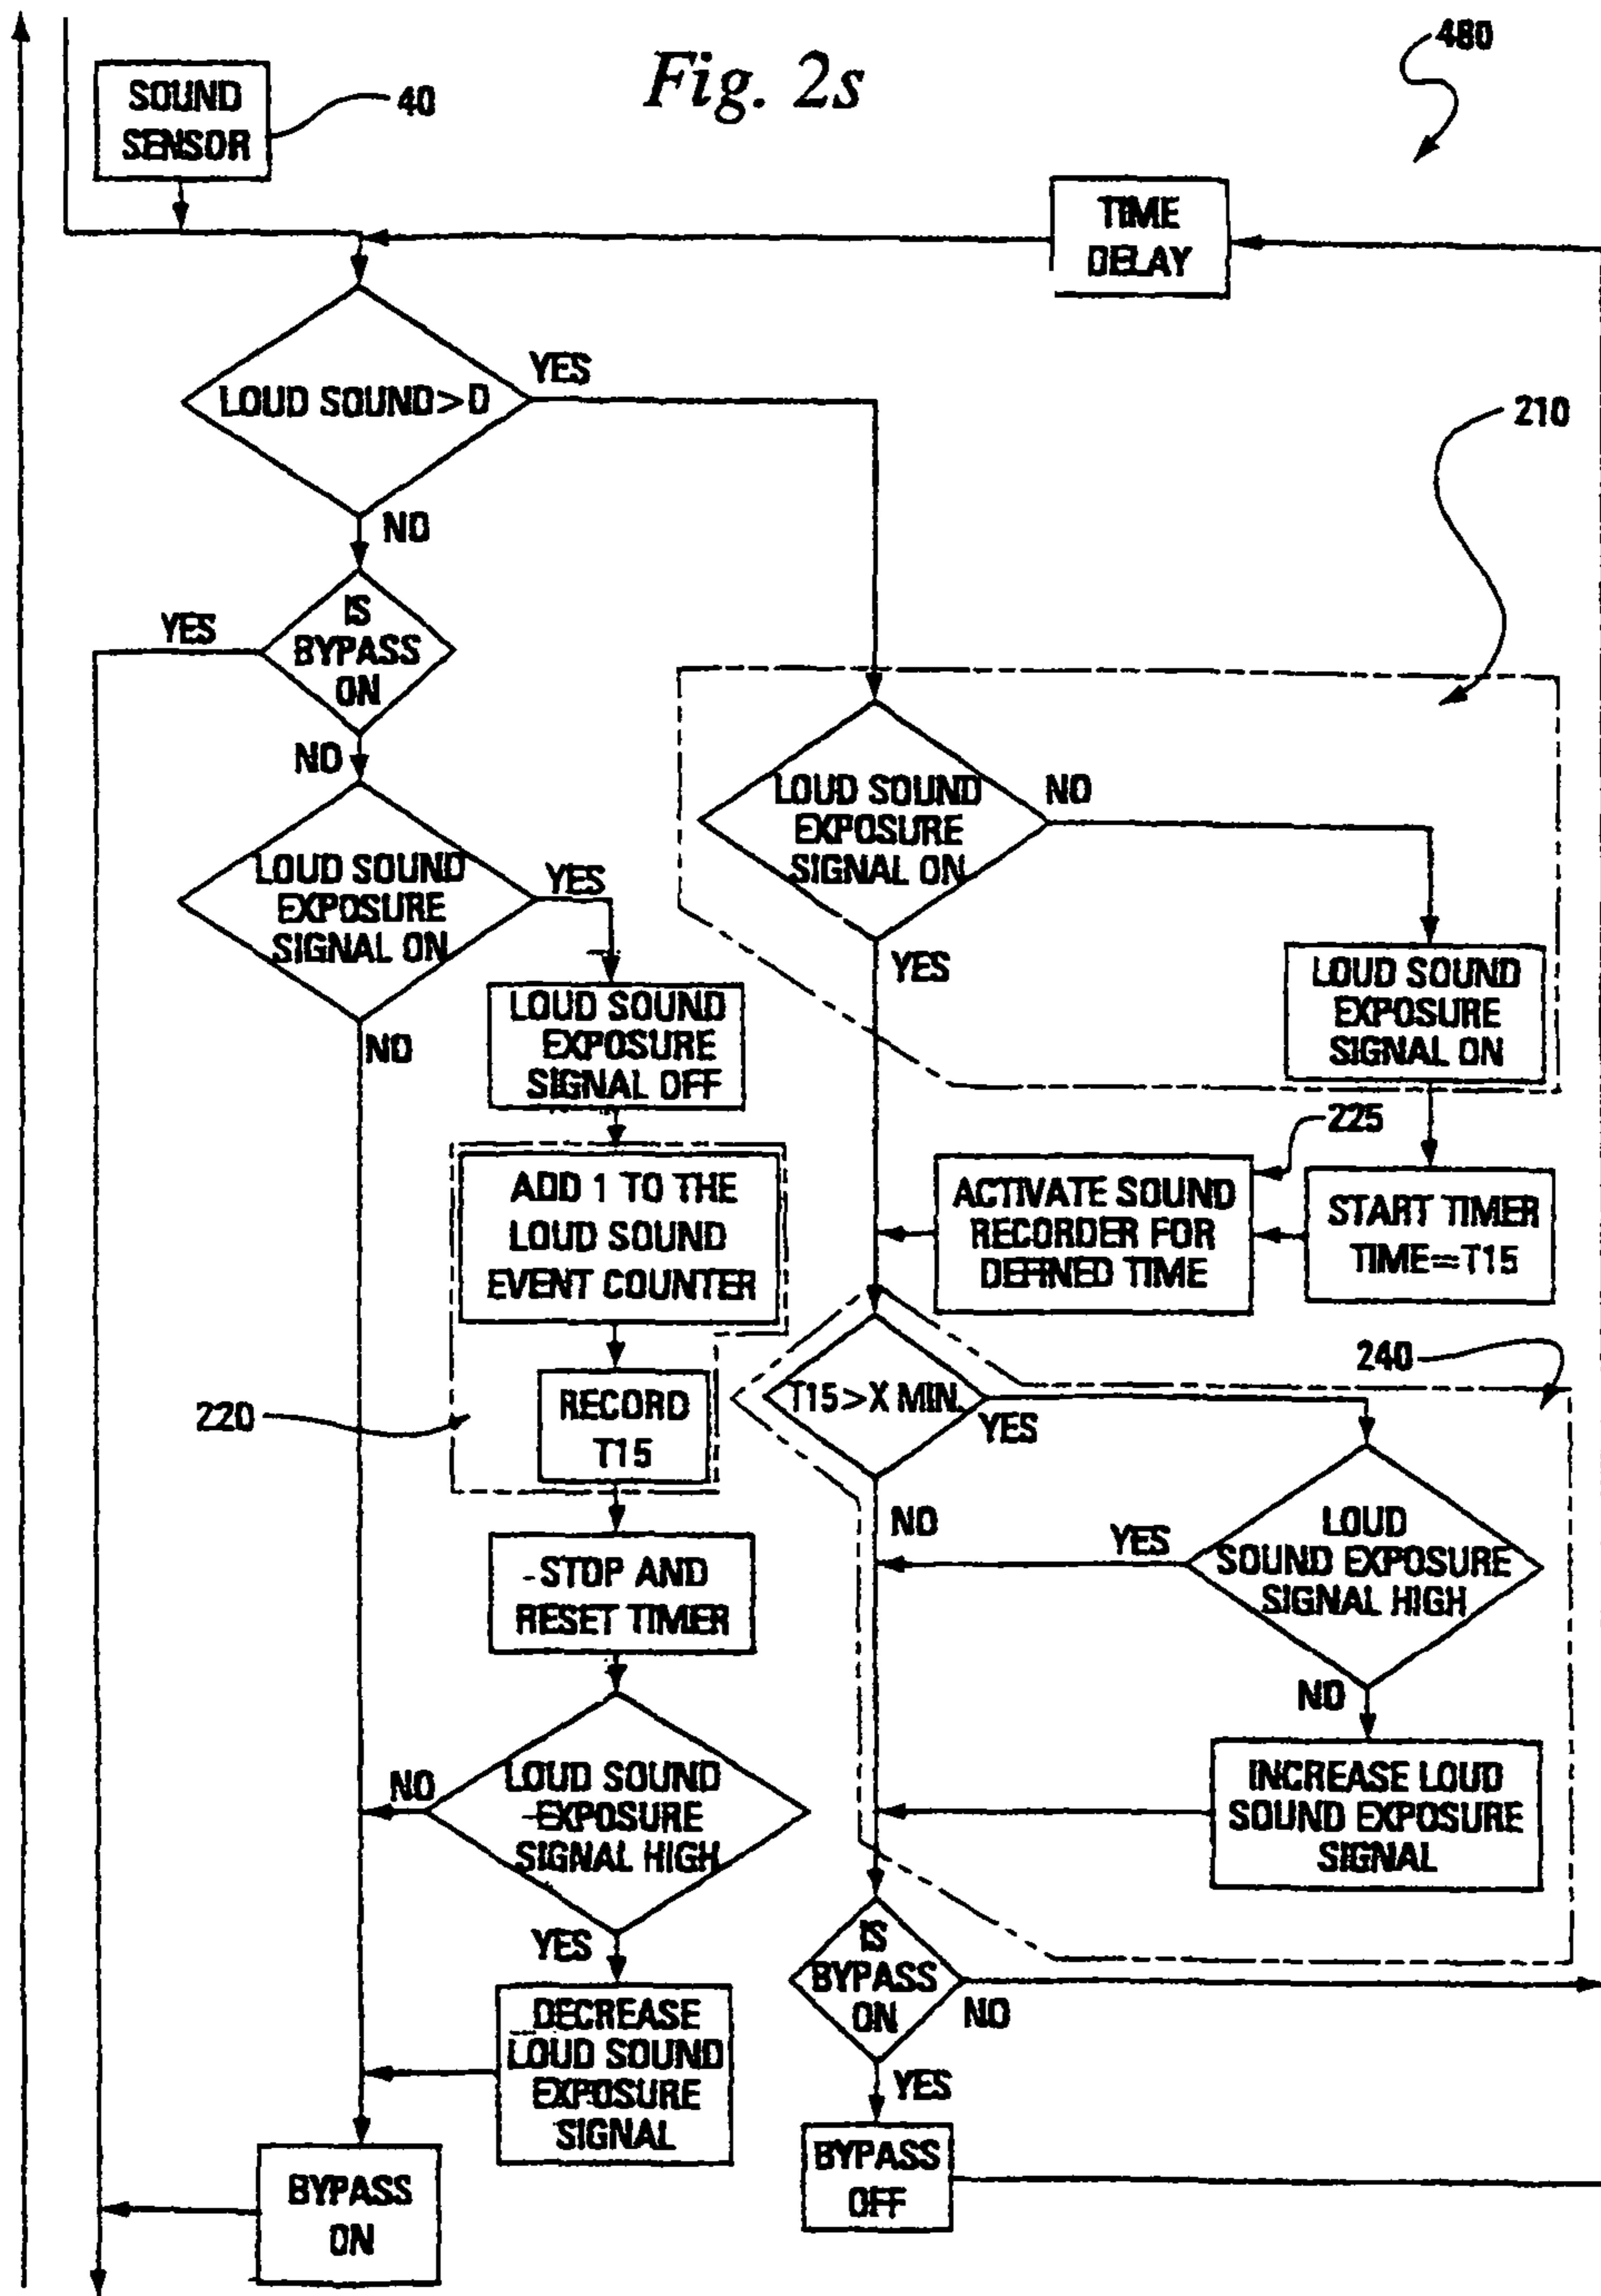 Fig. 2s
480
SOUND
SENSOR
40
TIME
DELAY
LOUD SOUND>D
YES
NO
210
IS
BYPASS
ON
YES
NO
LOUD SOUND
EXPOSURE
SIGNAL ON
NO
YES
LOUD SOUND
EXPOSURE
SIGNAL ON
YES
NO
LOUD SOUND
EXPOSURE
SIGNAL ON
LOUD SOUND
EXPOSURE
SIGNAL OFF
225
ADD 1 TO THE
LOUD SOUND
EVENT COUNTER
ACTIVATE SOUND
RECORDER FOR
DEFINED TIME
START TIMER
TIME=T15
220
RECORD
T15
T15>X MIN.
YES
NO
240
LOUD
SOUND EXPOSURE
SIGNAL HIGH
YES
NO
STOP AND
RESET TIMER
LOUD SOUND
EXPOSURE
SIGNAL HIGH
NO
YES
INCREASE LOUD
SOUND EXPOSURE
SIGNAL
IS
BYPASS
ON
NO
YES
DECREASE
LOUD SOUND
EXPOSURE
SIGNAL
BYPASS
ON
BYPASS
OFF